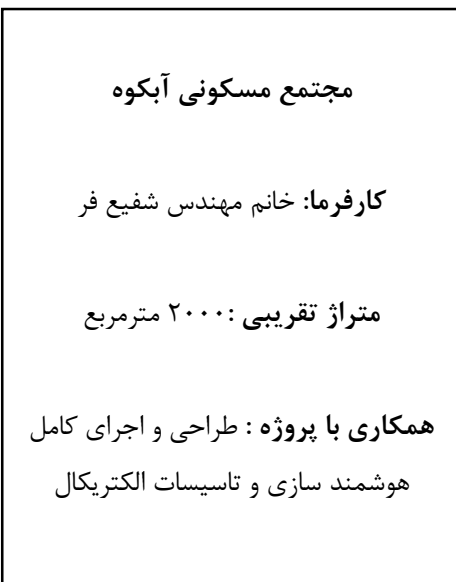 مجتمع مسکونی آبکوه
کارفرما: خانم مهندس شفیع فر
متراژ تقریبی :۲۰۰۰ مترمربع
همکاری با پروژه : طراحی و اجرای کامل
هوشمند سازی و تاسیسات الکتریکال